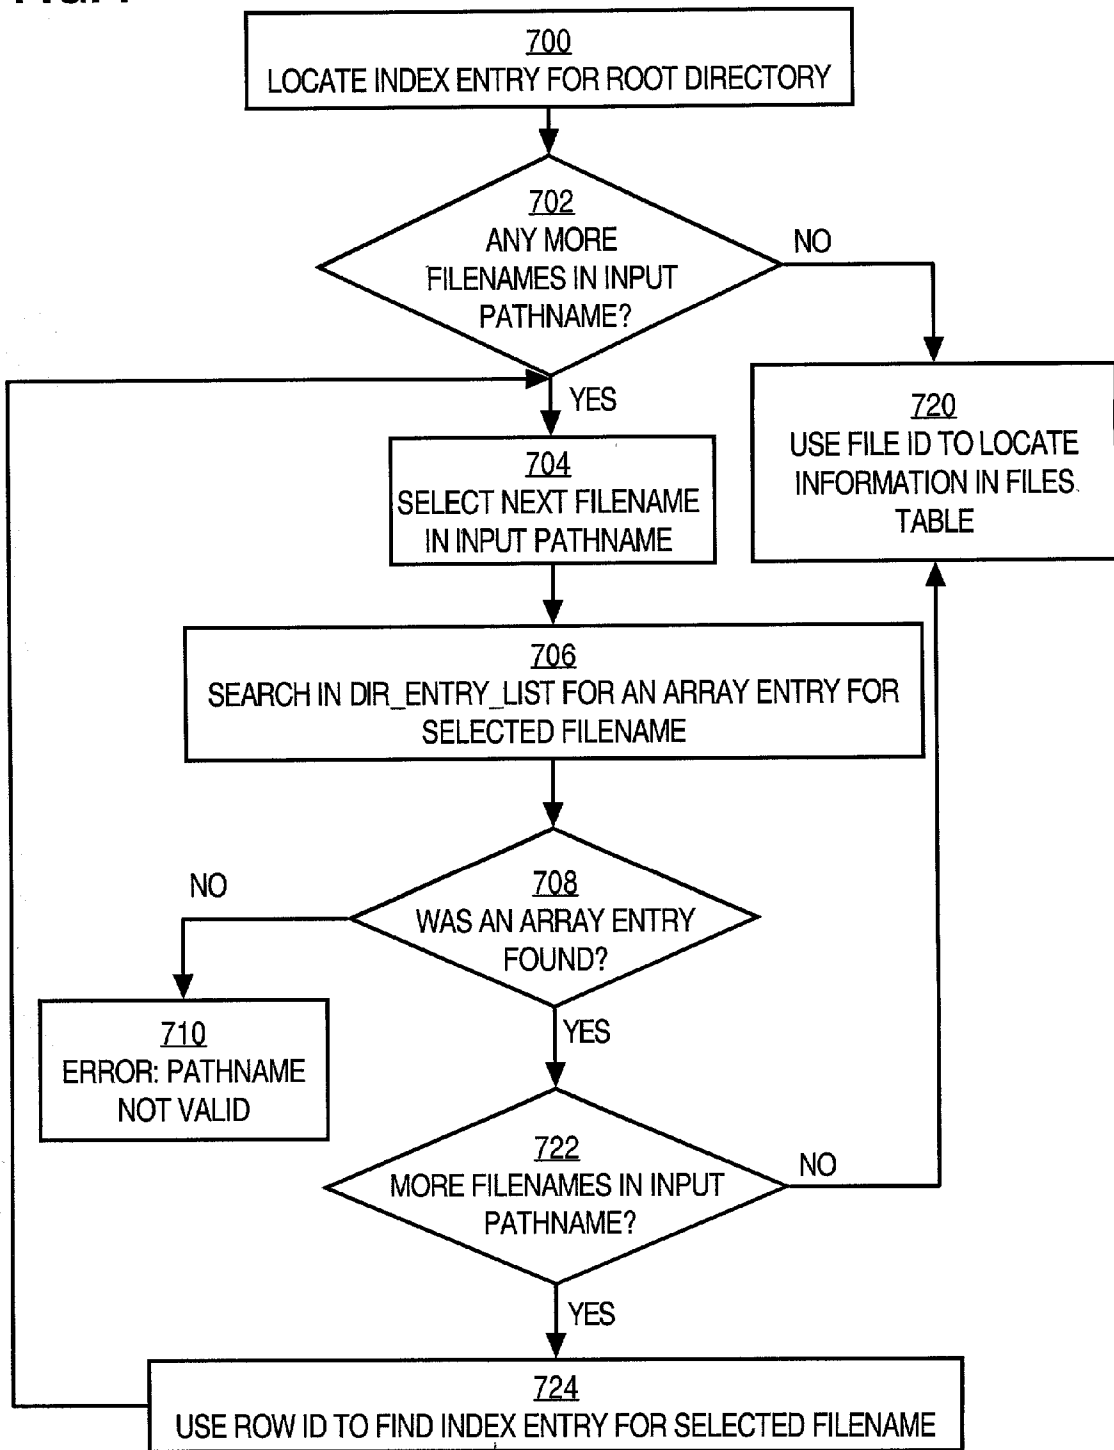 700
LOCATE INDEX ENTRY FOR ROOT DIRECTORY
702
ANY MORE
FILENAMES IN INPUT
PATHNAME?
NO
YES
720
USE FILE ID TO LOCATE
INFORMATION IN FILES
TABLE
704
SELECT NEXT FILENAME
IN INPUT PATHNAME
706
SEARCH IN DIR_ENTRY_LIST FOR AN ARRAY ENTRY FOR
SELECTED FILENAME
708
WAS AN ARRAY ENTRY
FOUND?
NO
YES
710
ERROR: PATHNAME
NOT VALID
722
MORE FILENAMES IN INPUT
PATHNAME?
NO
YES
724
USE ROW ID TO FIND INDEX ENTRY FOR SELECTED FILENAME